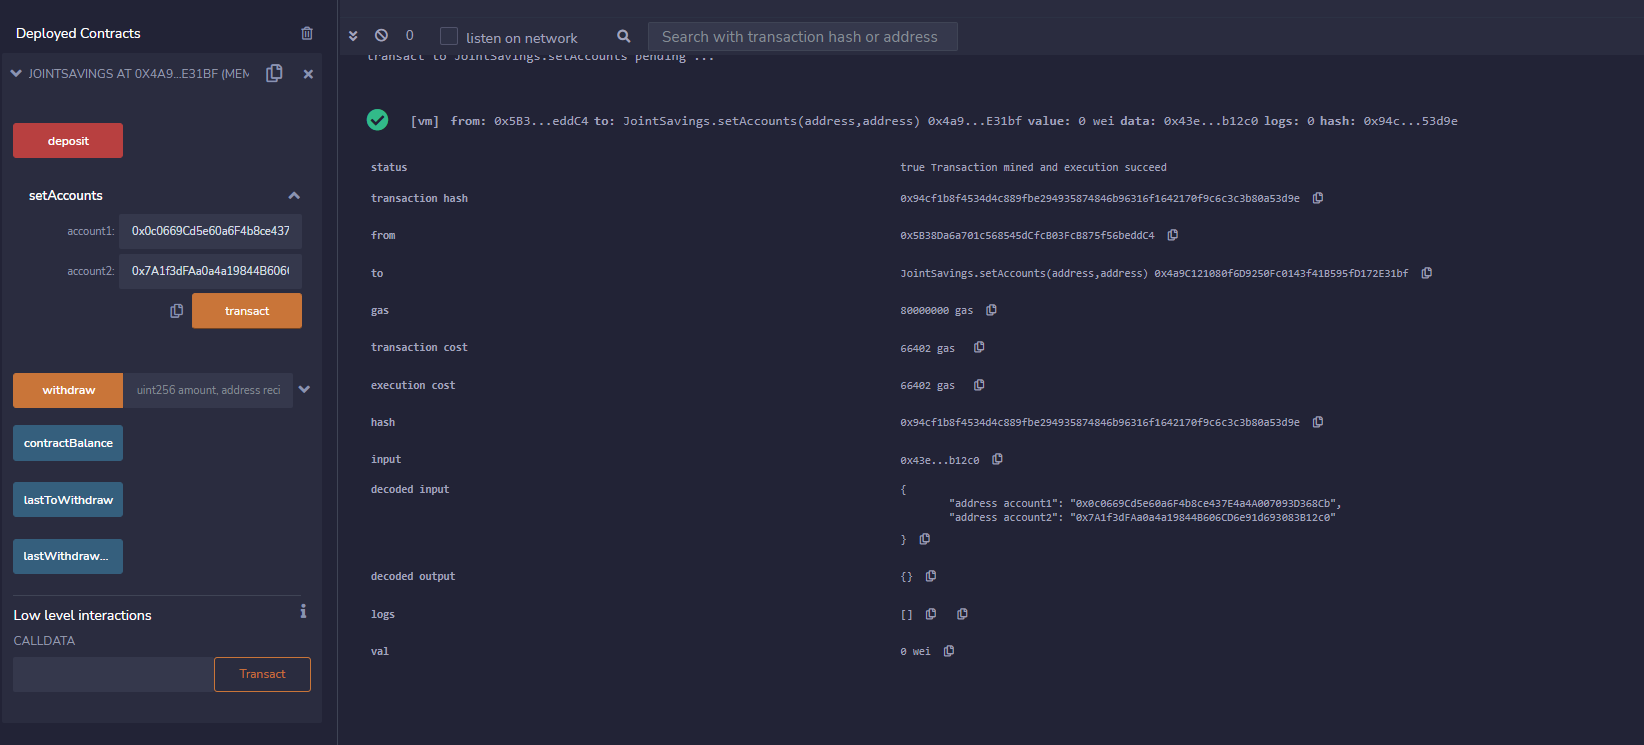 Deployed Contracts
JOINTSAVINGS AT 0X4A9...E31BF (MEM
deposit
setAccounts
account1: 0x0c0669Cd5e60a6F4b8ce437
account2: 0x7A1f3dFAa0a4a19844B606
transact
withdraw uint256 amount, address reci
contractBalance
lastToWithdraw
lastWithdraw...
Low level interactions
CALLDATA
Transact
0 listen on network Search with transaction hash or address
transact to JointSavings.setAccounts pending ...
[vm] from: 0x5B3...eddC4 to: JointSavings.setAccounts(address,address) 0x4a9...E31bf value: 0 wei data: 0x43e...b12c0 logs: 0 hash: 0x94c...53d9e
status true Transaction mined and execution succeed
transaction hash 0x94cf1b8f4534d4c889fbe294935874846b96316f1642170f9c6c3c3b80a53d9e
from 0x5B38Da6a701c568545dCfcB03FcB875f56beddC4
to JointSavings.setAccounts(address,address) 0x4a9C121080f6D9250Fc0143f41B595fD172E31bf
gas 80000000 gas
transaction cost 66402 gas
execution cost 66402 gas
hash 0x94cf1b8f4534d4c889fbe294935874846b96316f1642170f9c6c3c3b80a53d9e
input 0x43e...b12c0
decoded input {
"address account1": "0x0c0669Cd5e60a6F4b8ce437E4a4A007093D368Cb",
"address account2": "0x7A1f3dFAa0a4a19844B606CD6e91d693083B12c0"
}
decoded output {}
logs []
val 0 wei